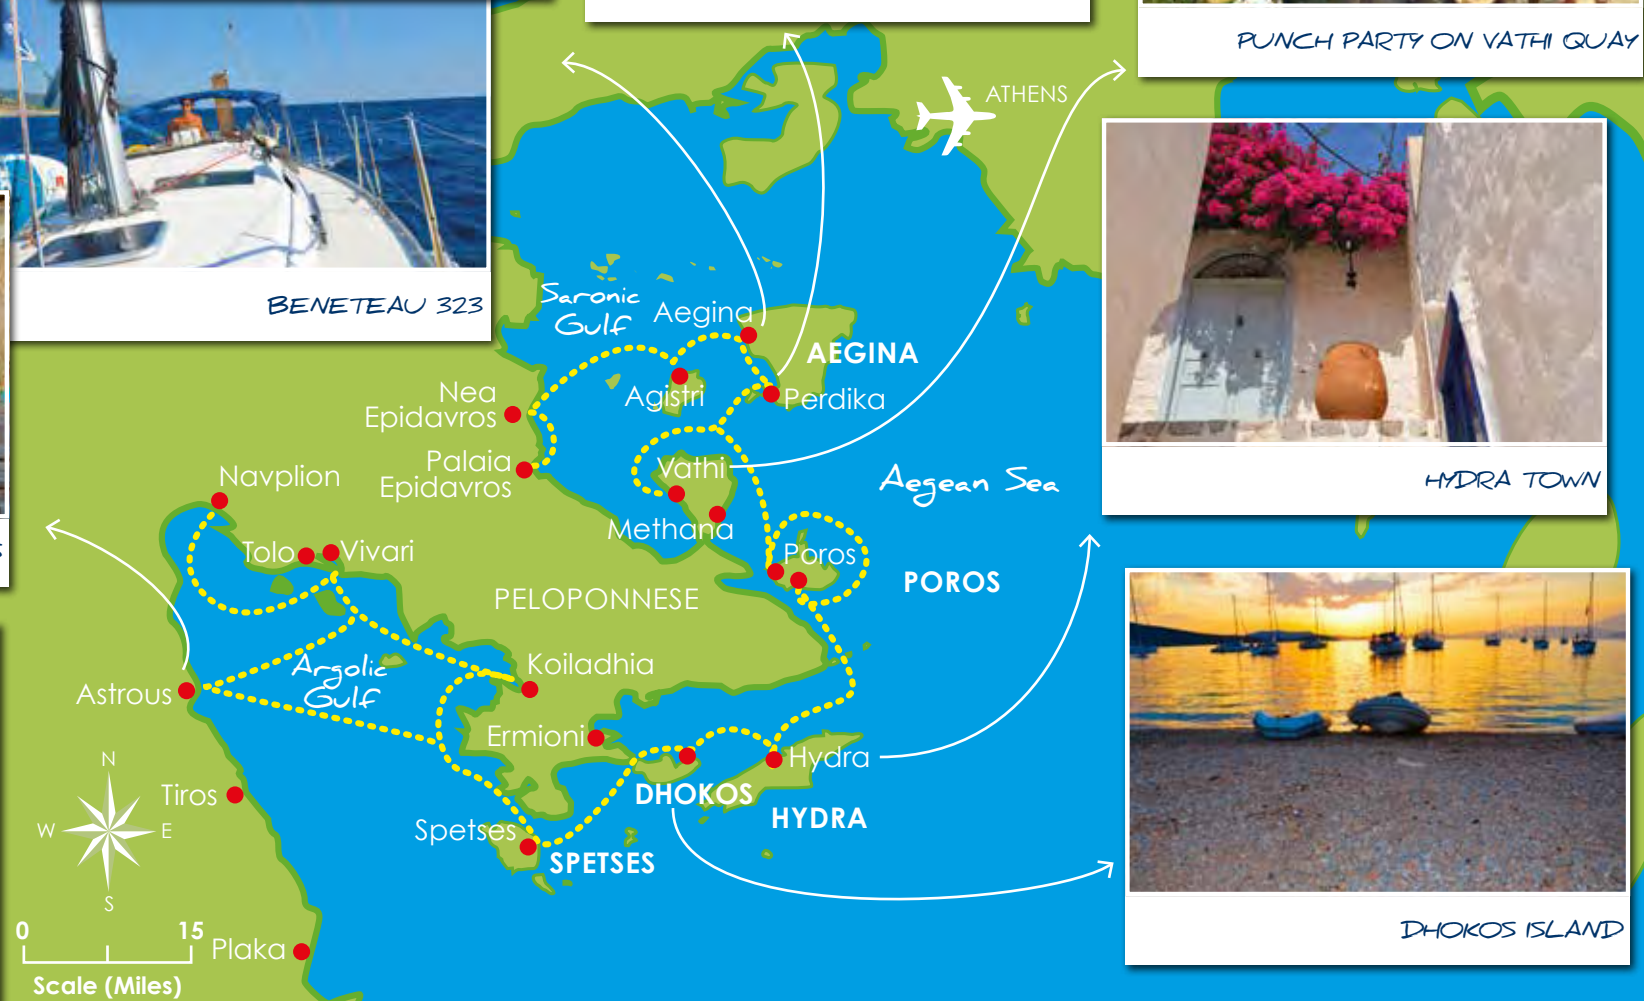 PUNCH PARTY ON VATHI QUAY
ATHENS
BENETEAU 323
Saronic
Gulf
Aegina
AEGINA
Nea
Epidavros
Agistri
Perdika
Palaia
Epidavros
Vathi
Navplion
Aegean Sea
HYDRA TOWN
Methana
Tolo
Vivari
Poros
POROS
PELOPONNESE
Koiladhia
Argolic
Gulf
Astrous
Ermioni
Hydra
N
W
E
S
Tiros
DHOKOS
HYDRA
Spetses
SPETSES
0
15
Plaka
Scale (Miles)
DHOKOS ISLAND